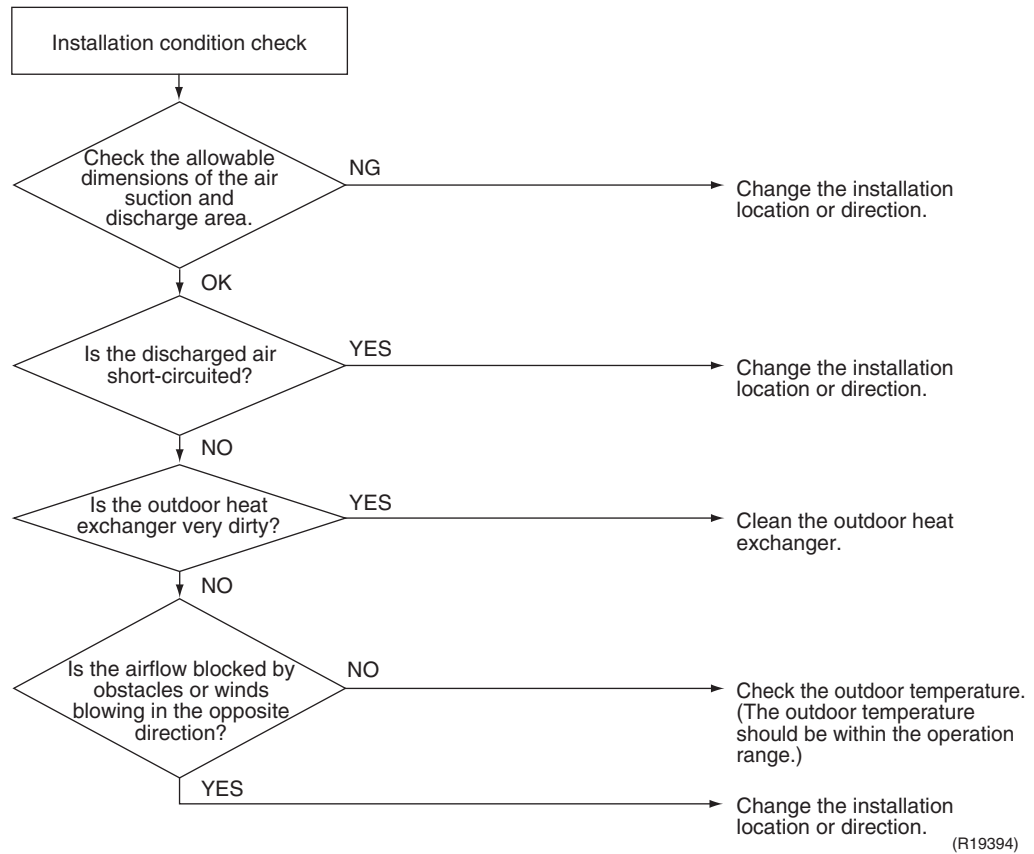 Installation condition check
Check the allowable
dimensions of the air
suction and
discharge area.
NG
Change the installation
location or direction.
OK
Is the discharged air
short-circuited?
YES
Change the installation
location or direction.
NO
Is the outdoor heat
exchanger very dirty?
YES
Clean the outdoor heat
exchanger.
NO
Is the airflow blocked by
obstacles or winds
blowing in the opposite
direction?
NO
Check the outdoor temperature.
(The outdoor temperature
should be within the operation
range.)
YES
Change the installation
location or direction.
(R19394)